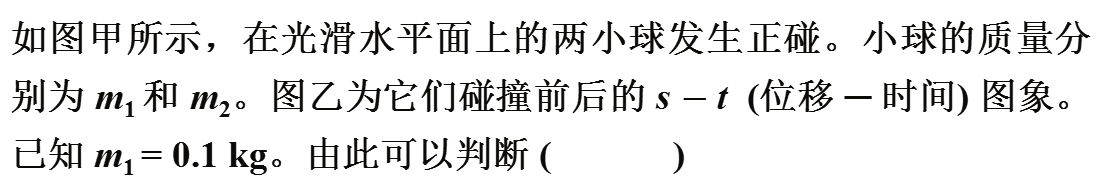 如图甲所示，在光滑水平面上的两小球发生正碰。小球的质量分
别为 m₁ 和 m₂。图乙为它们碰撞前后的 s – t (位移 — 时间) 图象。
已知 m₁ = 0.1 kg。由此可以判断 (　　)